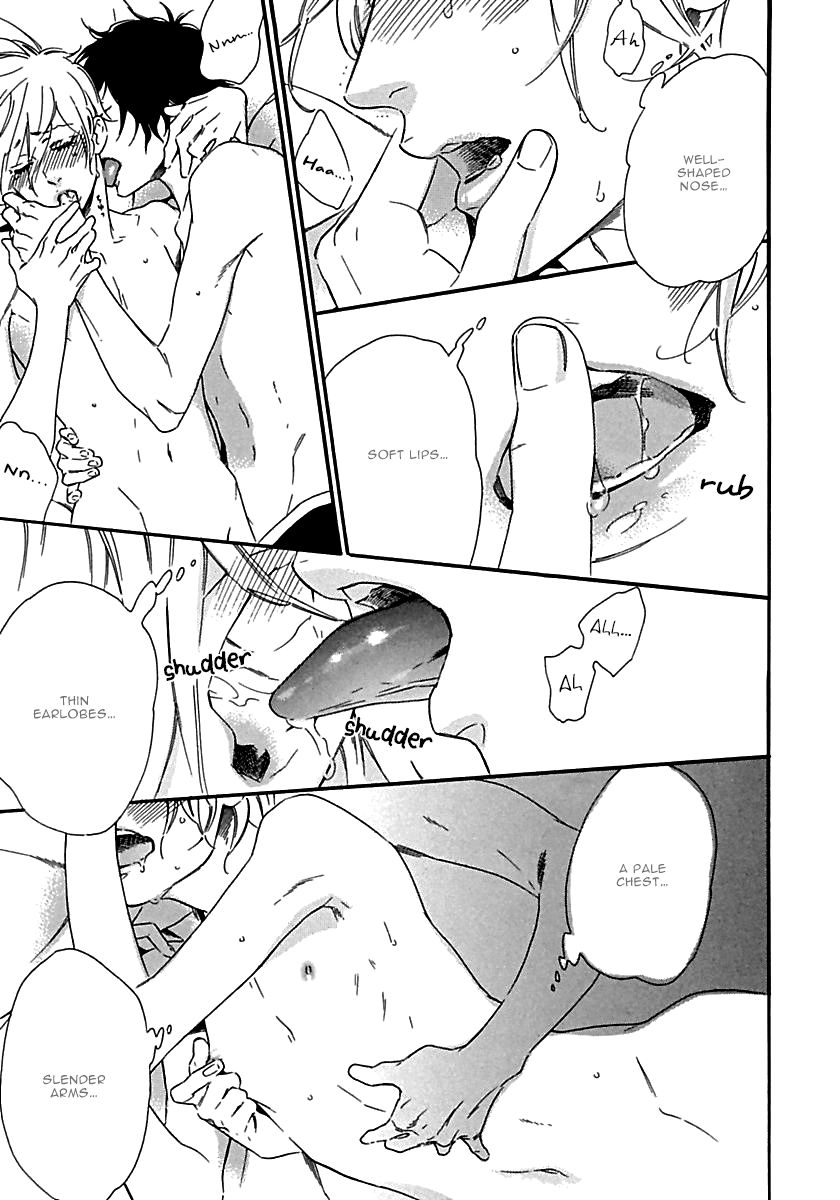 Ah
WELL-
SHAPED
NOSE...
Nnn...
Haa...
Nn...
SOFT LIPS...
rub
Ahh...
Ah
shudder
shudder
THIN
EARLOBES...
A PALE
CHEST...
SLENDER
ARMS...